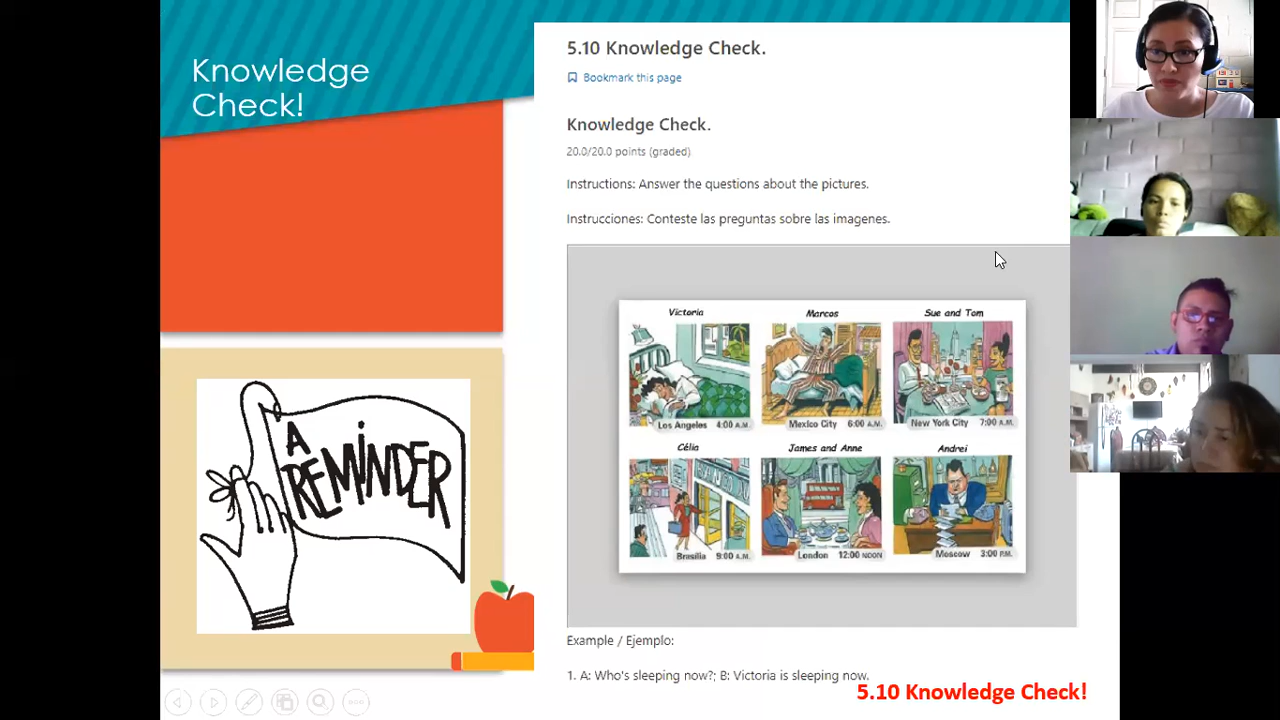 Knowledge
Check!
A
REMINDER
5.10 Knowledge Check.
Bookmark this page
Knowledge Check.
20.0/20.0 points (graded)
Instructions: Answer the questions about the pictures.
Instrucciones: Conteste las preguntas sobre las imagenes.
Victoria
Marcos
Sue and Tom
Los Angeles 4:00 A.M.
Mexico City 6:00 A.M.
New York City 7:00 A.M.
Célia
James and Anne
Andrei
Brasília 9:00 A.M.
London 12:00 NOON
Moscow 3:00 P.M.
Example / Ejemplo:
1. A: Who's sleeping now?; B: Victoria is sleeping now.
5.10 Knowledge Check!